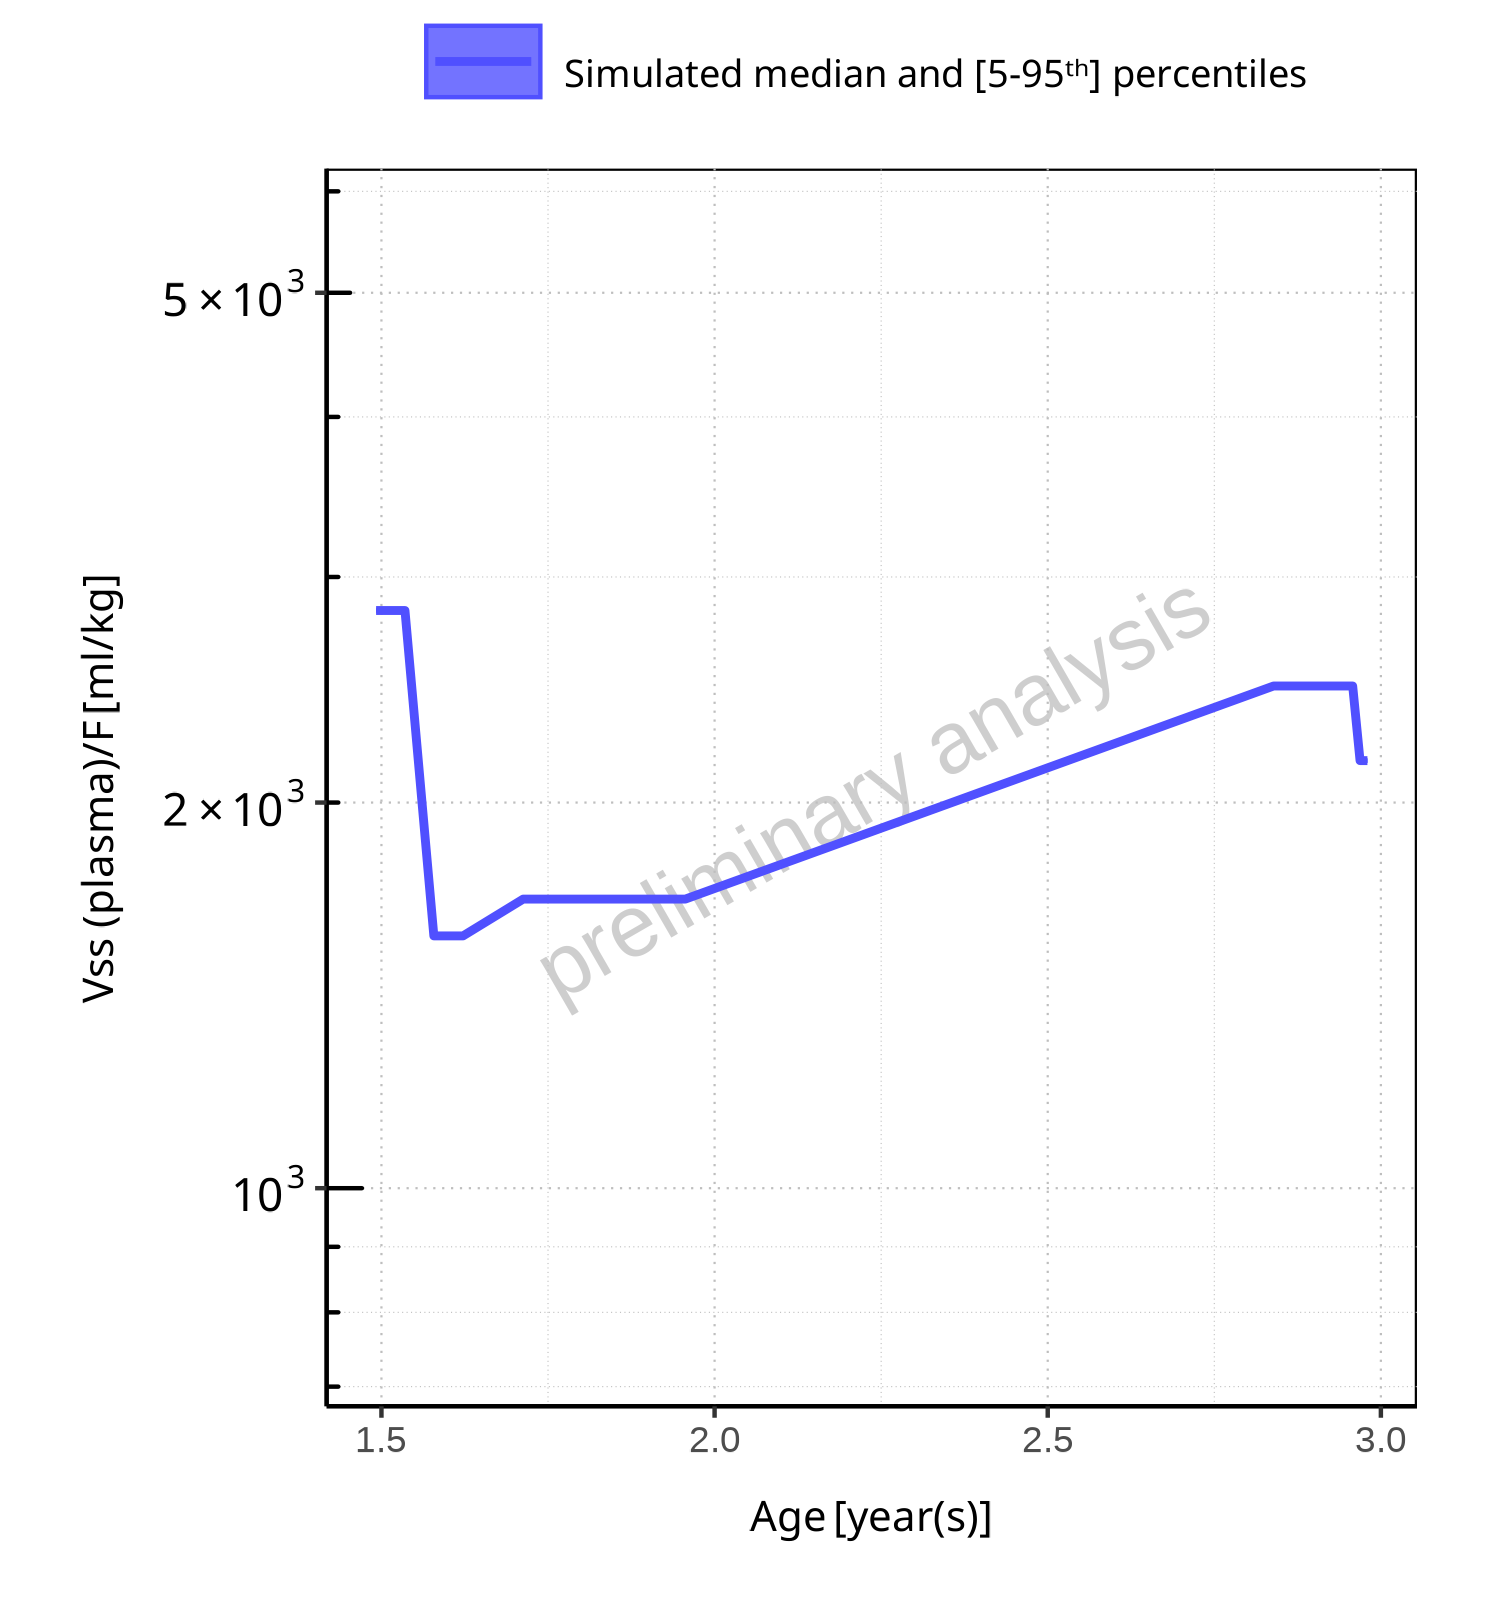 Simulated median and [5-95ᵗʰ] percentiles
5 × 10³
2 × 10³
10³
Vss (plasma)/F [ml/kg]
preliminary analysis
1.5 2.0 2.5 3.0
Age [year(s)]